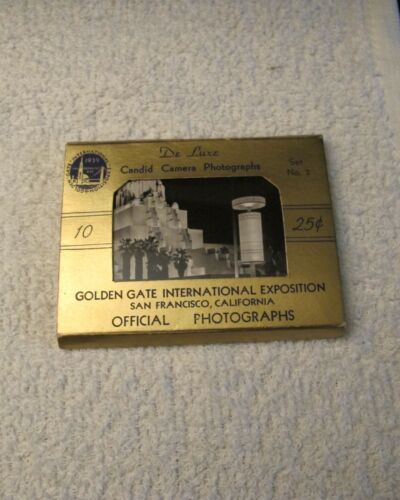 De Luxe
Candid Camera Photographs
Set
No. 2
1939
10
25¢
GOLDEN GATE INTERNATIONAL EXPOSITION
SAN FRANCISCO, CALIFORNIA
OFFICIAL PHOTOGRAPHS